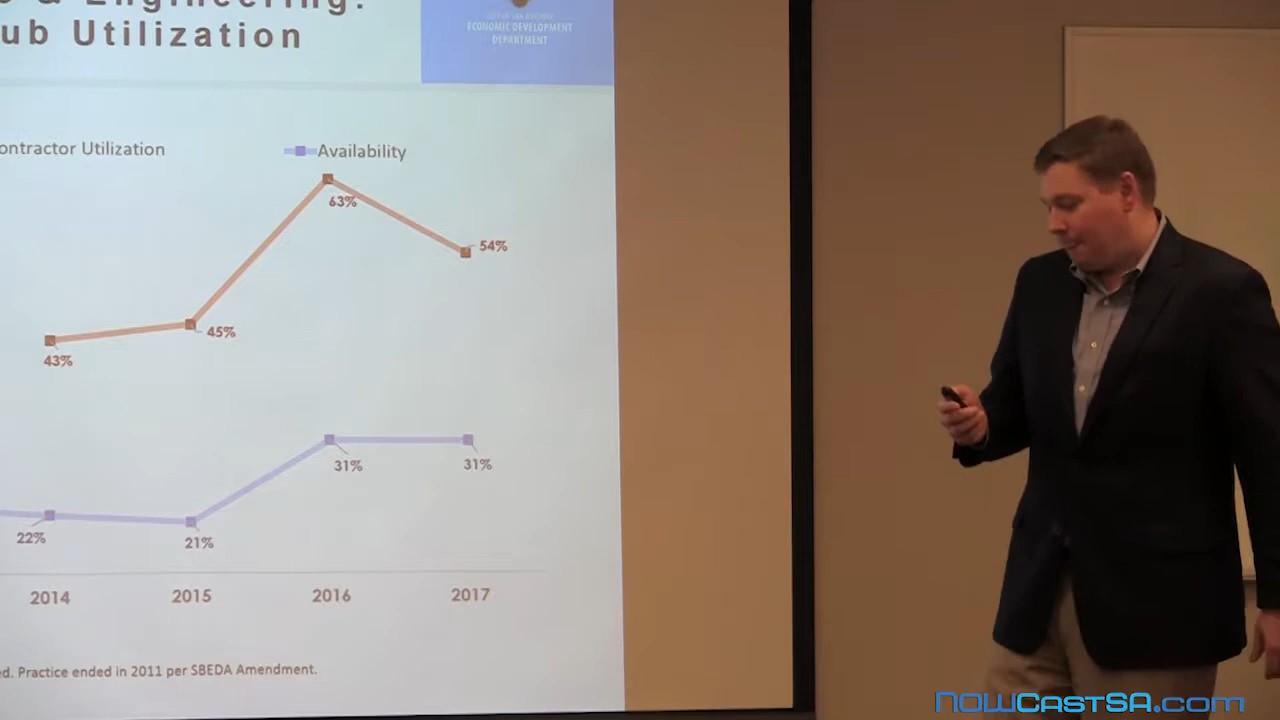 & Engineering:
ub Utilization
ECONOMIC DEVELOPMENT
DEPARTMENT
ontractor Utilization
Availability
63%
54%
45%
43%
31%
31%
22%
21%
2014 2015 2016 2017
ed. Practice ended in 2011 per SBEDA Amendment.
NOWCASTSA.com